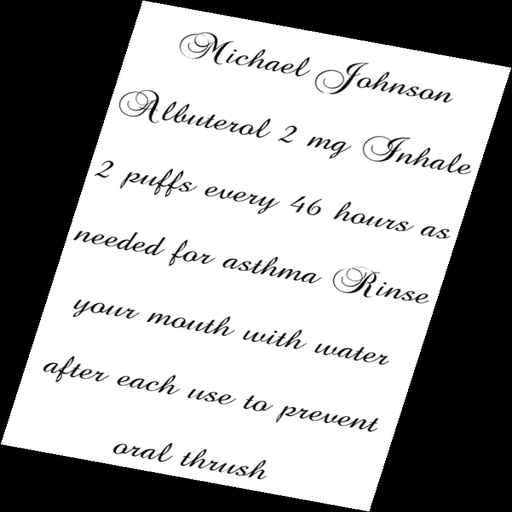 Michael Johnson
Albuterol 2 mg Inhale
2 puffs every 46 hours as
needed for asthma Rinse
your mouth with water
after each use to prevent
oral thrush